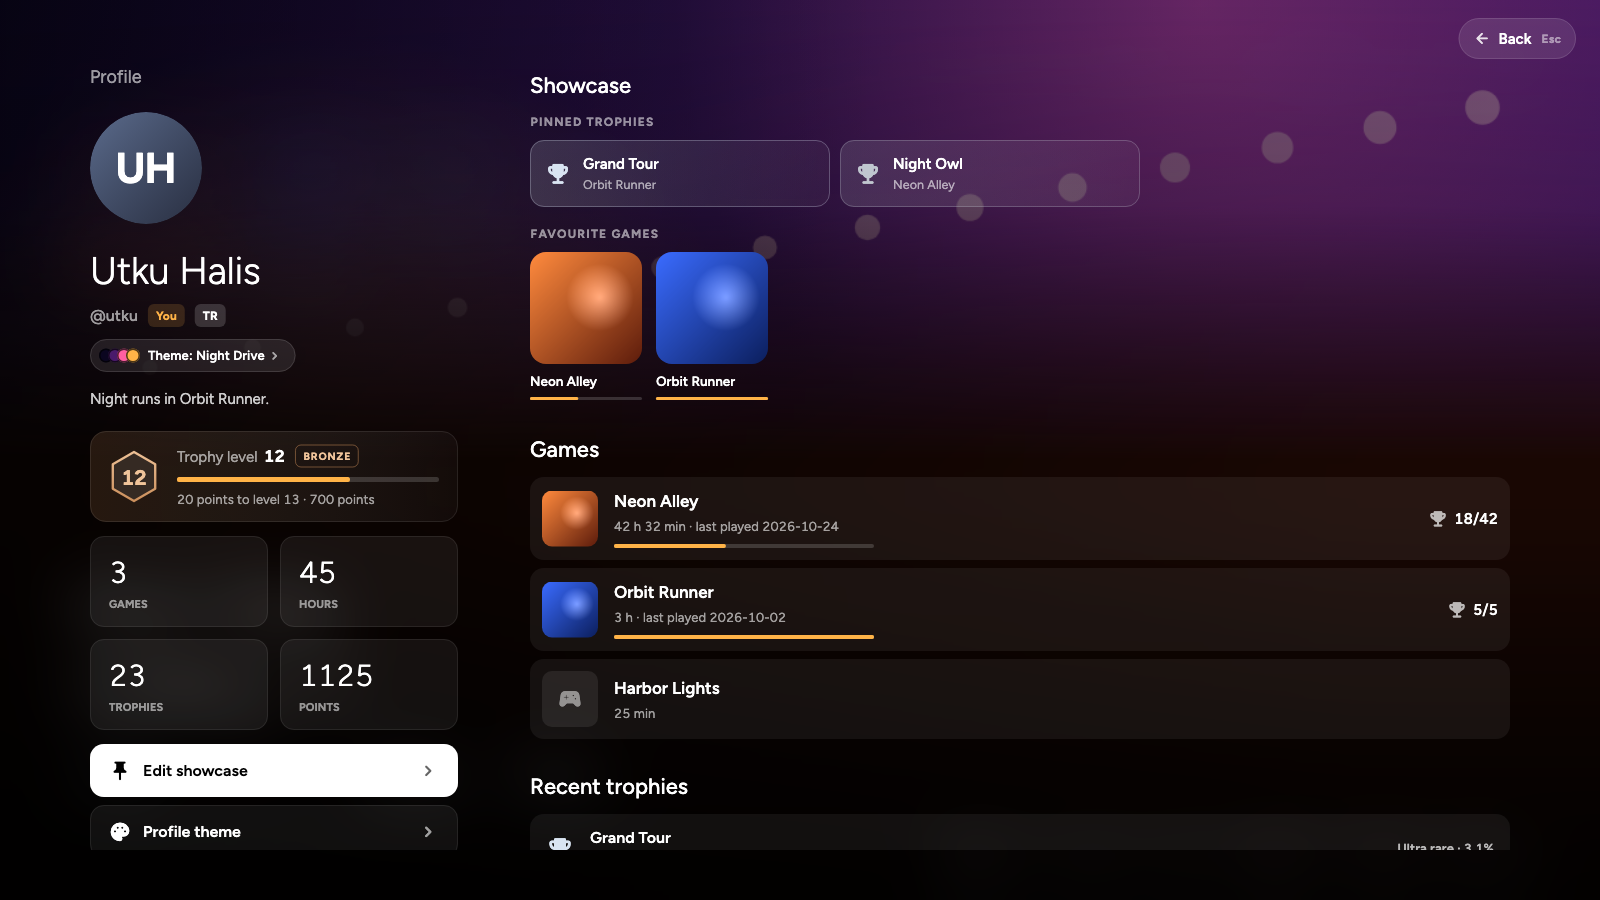 Back Esc
Profile
UH
Utku Halis
@utku You TR
Theme: Night Drive
Night runs in Orbit Runner.
12
Trophy level 12 BRONZE
20 points to level 13 · 700 points
3
GAMES
45
HOURS
23
TROPHIES
1125
POINTS
Edit showcase
Profile theme
Showcase
PINNED TROPHIES
Grand Tour
Orbit Runner
Night Owl
Neon Alley
FAVOURITE GAMES
Neon Alley
Orbit Runner
Games
Neon Alley
42 h 32 min · last played 2026-10-24
18/42
Orbit Runner
3 h · last played 2026-10-02
5/5
Harbor Lights
25 min
Recent trophies
Grand Tour
Ultra rare · 3.1%